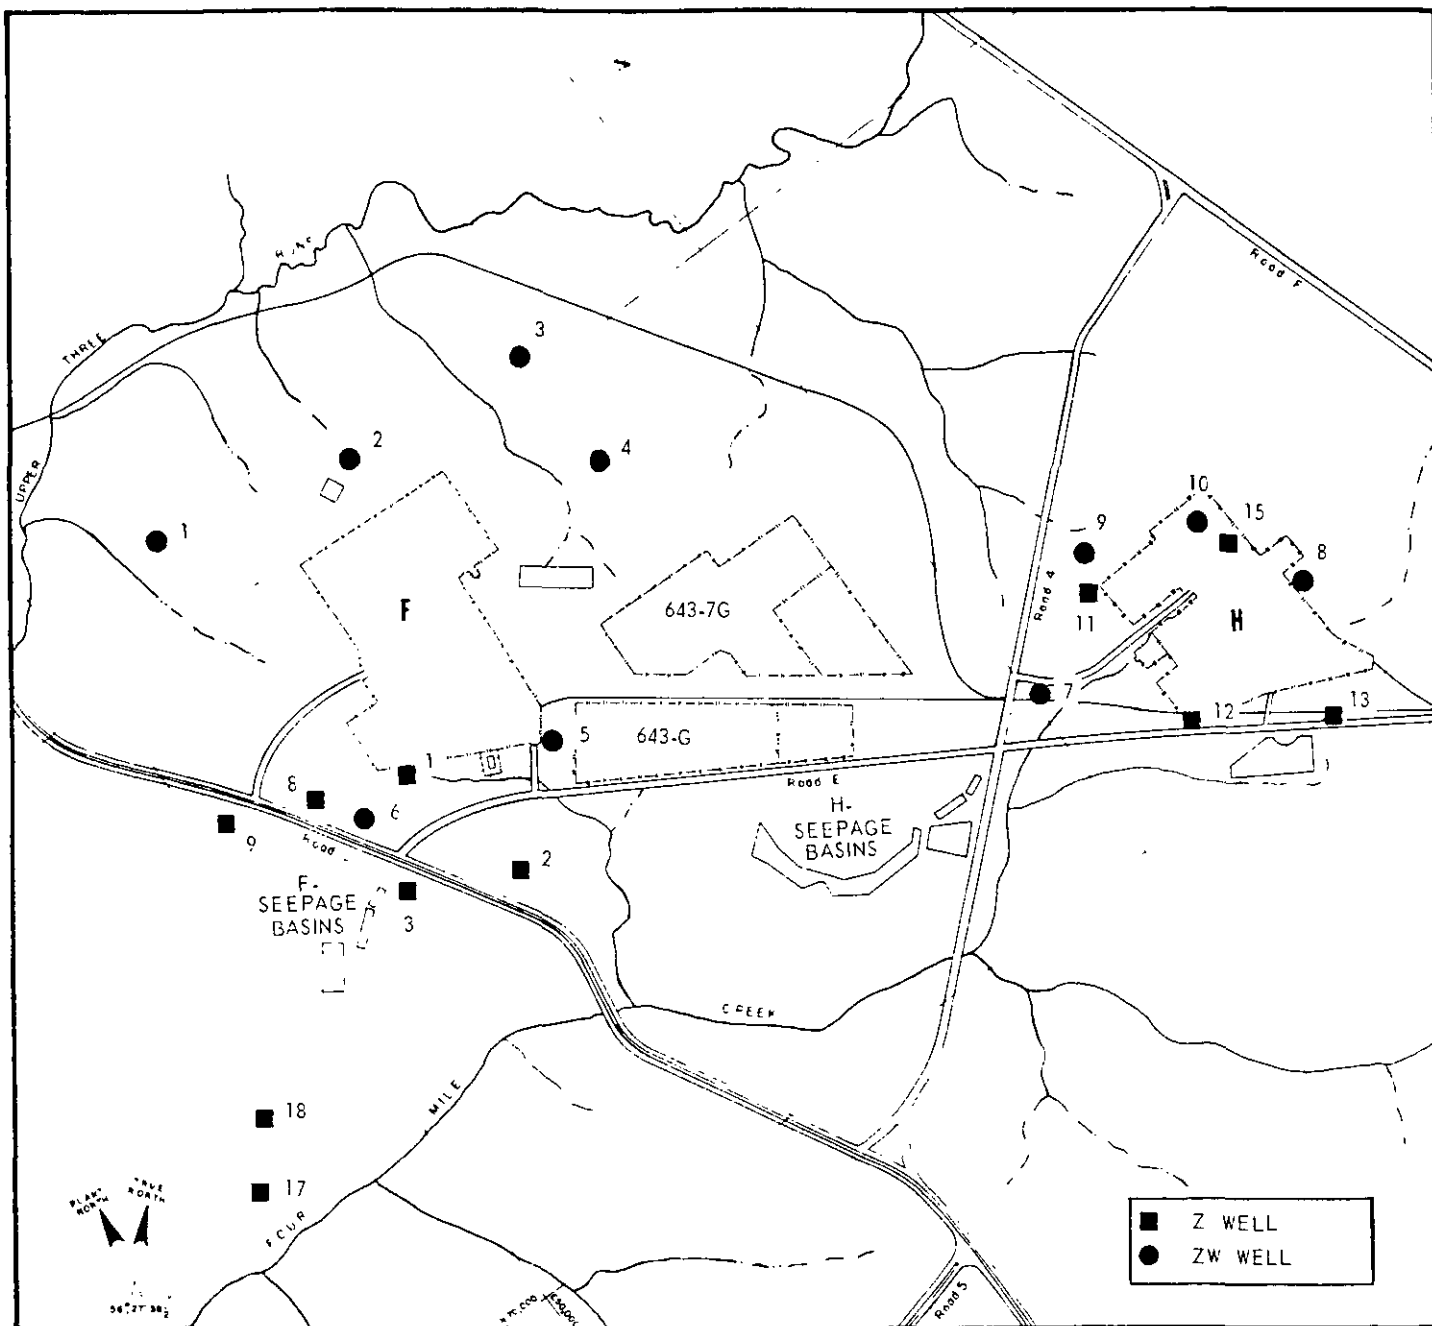 Road F
RUNS
THREE
UPPER
3
2
4
1
10
15
9
8
Road 4
11
F
643-7G
H
7
12
13
5
643-G
Road E
1
8
6
9
Road
2
3
H-
SEEPAGE
BASINS
F-
SEEPAGE
BASINS
CREEK
MILE
FOUR
18
17
PLANT
NORTH
TRUE
NORTH
Road 5
■ Z WELL
● ZW WELL